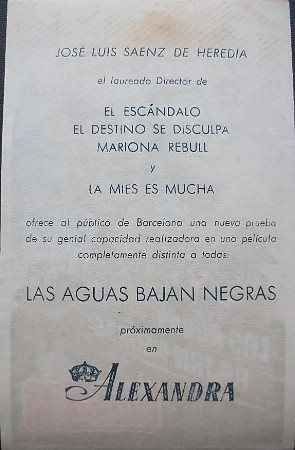 JOSÉ LUIS SAENZ DE HEREDIA
el laureado Director de
EL ESCÁNDALO
EL DESTINO SE DISCULPA
MARIONA REBULL
y
LA MIES ES MUCHA
ofrece al público de Barcelona una nueva prueba
de su genial capacidad realizadora en una película
completamente distinta a todas:
LAS AGUAS BAJAN NEGRAS
próximamente
en
ALEXANDRA